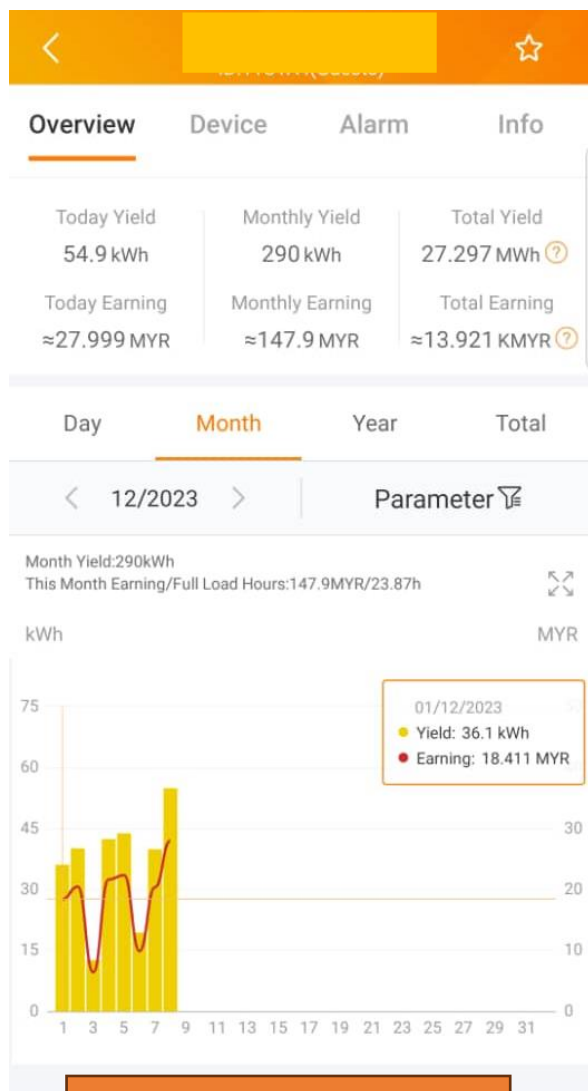 Overview Device Alarm Info
Today Yield Monthly Yield Total Yield
54.9 kWh 290 kWh 27.297 MWh ?
Today Earning Monthly Earning Total Earning
≈27.999 MYR ≈147.9 MYR ≈13.921 KMYR ?
Day Month Year Total
< 12/2023 > Parameter
Month Yield:290kWh
This Month Earning/Full Load Hours:147.9MYR/23.87h
kWh MYR
75
01/12/2023
Yield: 36.1 kWh
Earning: 18.411 MYR
60
45 30
30 20
15 10
0 0
1 3 5 7 9 11 13 15 17 19 21 23 25 27 29 31